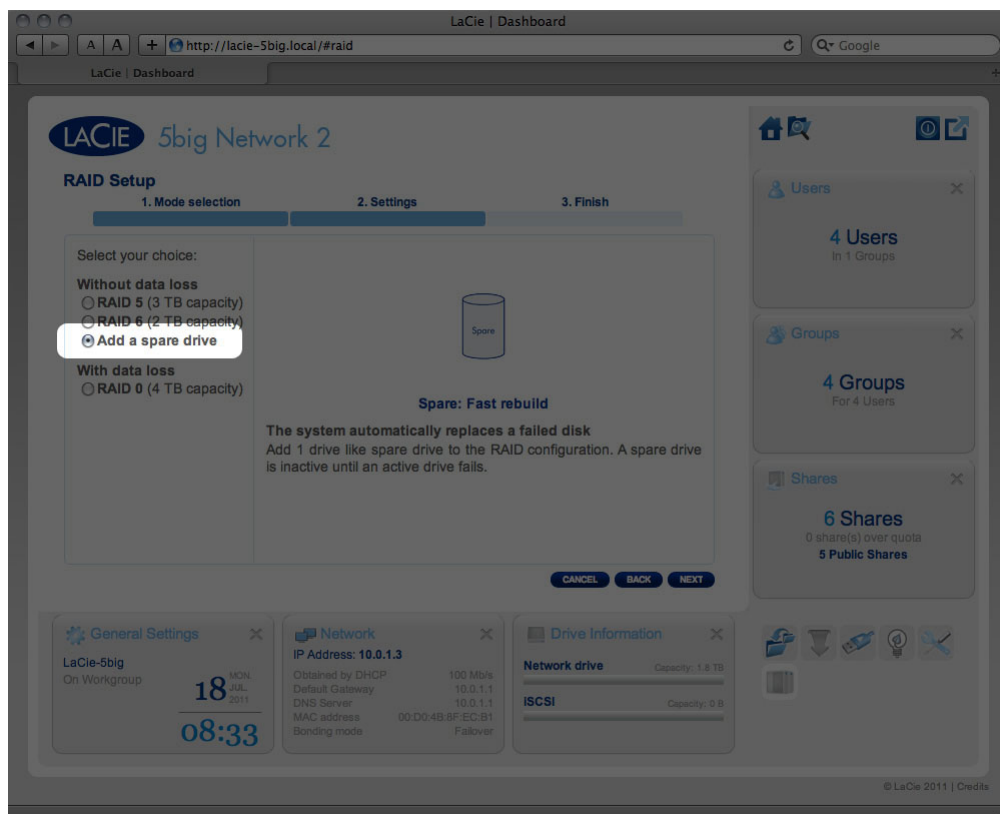 LaCie | Dashboard
A A + http://lacie-5big.local/#raid Google
LaCie | Dashboard +
LACIE 5big Network 2
RAID Setup
1. Mode selection 2. Settings 3. Finish
Select your choice:
Without data loss
RAID 5 (3 TB capacity)
RAID 6 (2 TB capacity)
Add a spare drive
With data loss
RAID 0 (4 TB capacity)
Spare
Spare: Fast rebuild
The system automatically replaces a failed disk
Add 1 drive like spare drive to the RAID configuration. A spare drive
is inactive until an active drive fails.
CANCEL BACK NEXT
Users
4 Users
In 1 Groups
Groups
4 Groups
For 4 Users
Shares
6 Shares
0 share(s) over quota
5 Public Shares
General Settings
LaCie-5big
On Workgroup
18 MON. JUL. 2011
08:33
Network
IP Address: 10.0.1.3
Obtained by DHCP 100 Mb/s
Default Gateway 10.0.1.1
DNS Server 10.0.1.1
MAC address 00:D0:4B:8F:EC:B1
Bonding mode Failover
Drive Information
Network drive Capacity: 1.8 TB
ISCSI Capacity: 0 B
© LaCie 2011 | Credits